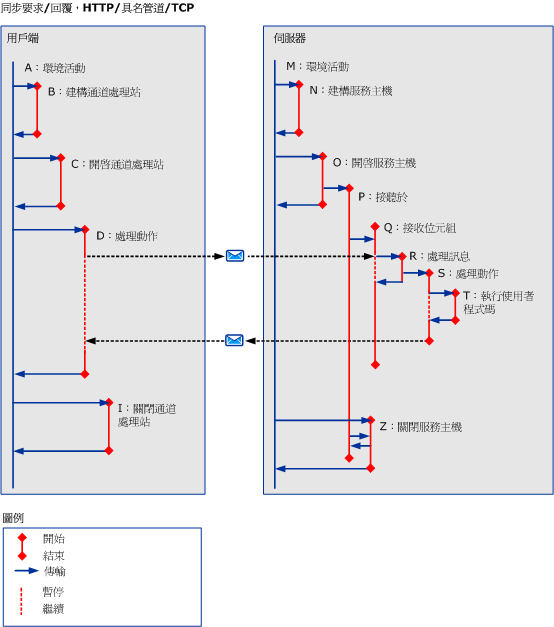 同步要求/回覆，HTTP/具名管道/TCP
用戶端
A：環境活動
B：建構通道處理站
C：開啓通道處理站
D：處理動作
I：關閉通道
處理站
伺服器
M：環境活動
N：建構服務主機
O：開啓服務主機
P：接聽於
Q：接收位元組
R：處理訊息
S：處理動作
T：執行使用者
程式碼
Z：關閉服務主機
圖例
開始
結束
傳輸
暫停
繼續